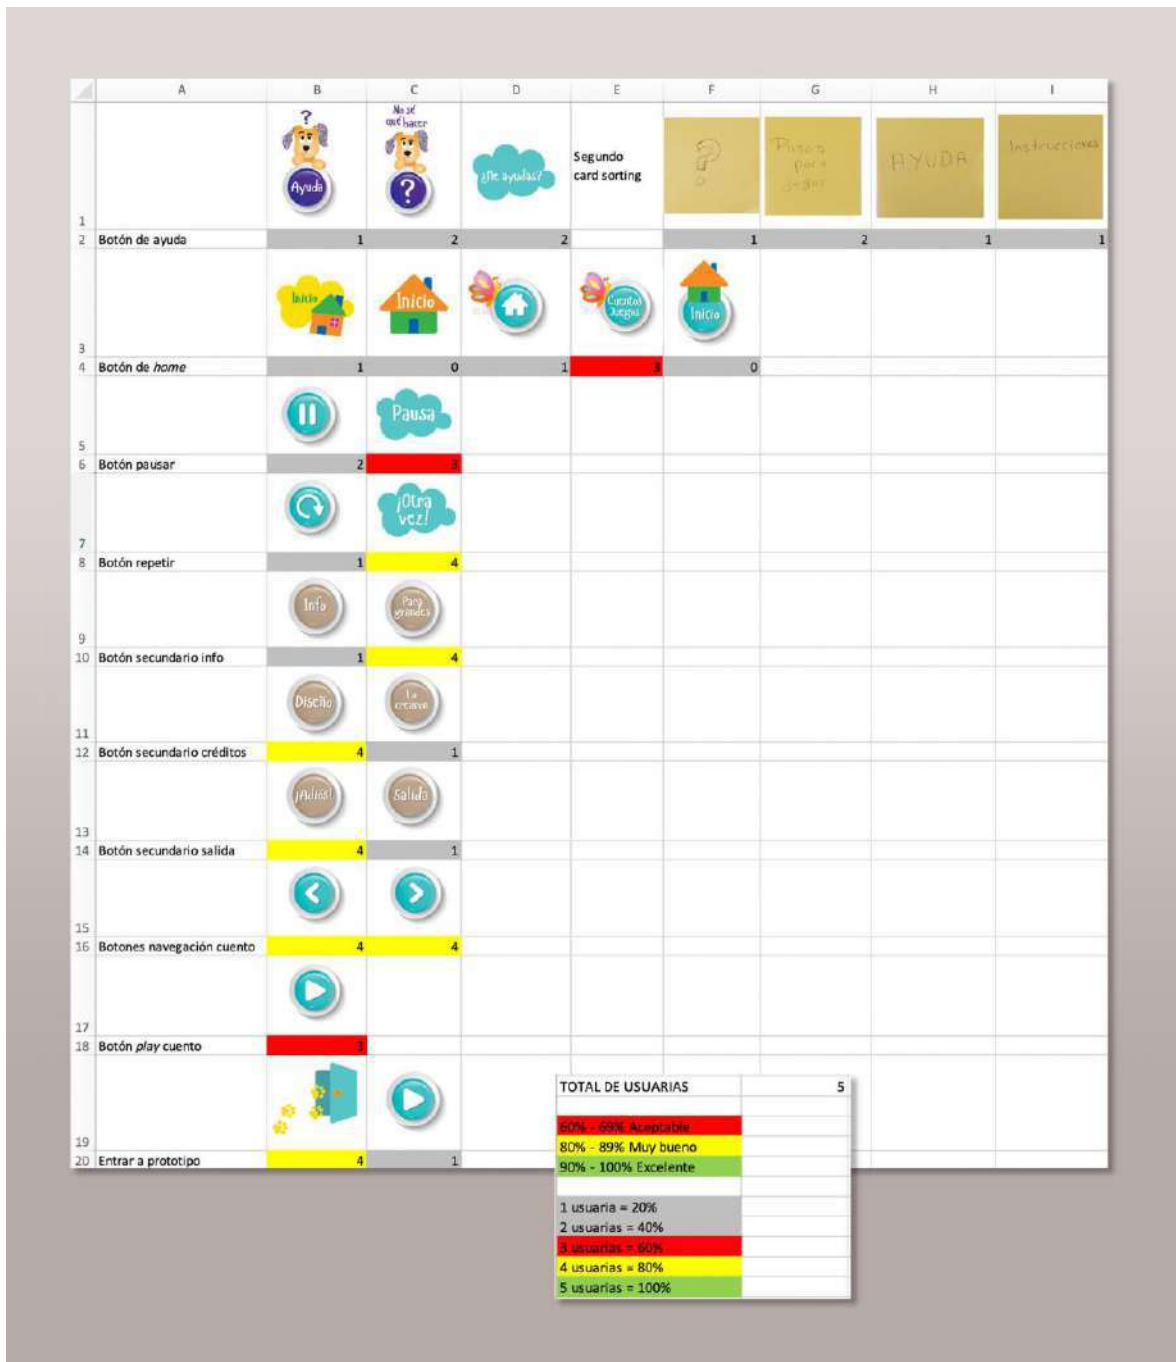 A B C D E F G H I
?
Ayuda
No sé
qué hacer
?
¿Me ayudas?
Segundo
card sorting
?
Pasos
para
jugar
AYUDA
Instrucciones
1
2 Botón de ayuda 1 2 2 1 2 1 1
Inicio
Inicio
Cuentos
Juegos
Inicio
3
4 Botón de home 1 0 1 3 0
Pausa
5
6 Botón pausar 2 3
¡Otra
vez!
7
8 Botón repetir 1 4
Info
Para
grandes
9
10 Botón secundario info 1 4
Diseño
Lo
crearon
11
12 Botón secundario créditos 4 1
¡Adiós!
Salida
13
14 Botón secundario salida 4 1
15
16 Botones navegación cuento 4 4
17
18 Botón play cuento 3
19
20 Entrar a prototipo 4 1
TOTAL DE USUARIAS 5
60% - 69% Aceptable
80% - 89% Muy bueno
90% - 100% Excelente
1 usuaria = 20%
2 usuarias = 40%
3 usuarias = 60%
4 usuarias = 80%
5 usuarias = 100%